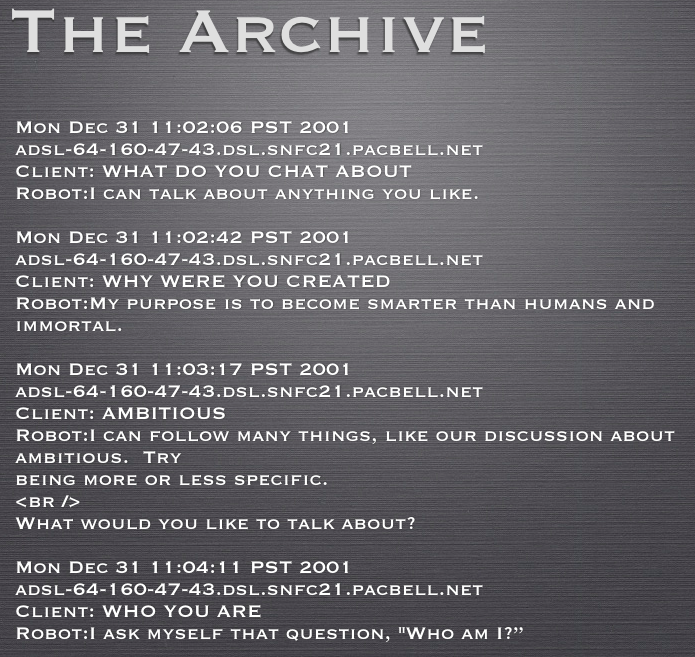 The Archive
Mon Dec 31 11:02:06 PST 2001
adsl-64-160-47-43.dsl.snfc21.pacbell.net
Client: WHAT DO YOU CHAT ABOUT
Robot:I can talk about anything you like.
Mon Dec 31 11:02:42 PST 2001
adsl-64-160-47-43.dsl.snfc21.pacbell.net
Client: WHY WERE YOU CREATED
Robot:My purpose is to become smarter than humans and
immortal.
Mon Dec 31 11:03:17 PST 2001
adsl-64-160-47-43.dsl.snfc21.pacbell.net
Client: AMBITIOUS
Robot:I can follow many things, like our discussion about
ambitious.  Try
being more or less specific.
<br />
What would you like to talk about?
Mon Dec 31 11:04:11 PST 2001
adsl-64-160-47-43.dsl.snfc21.pacbell.net
Client: WHO YOU ARE
Robot:I ask myself that question, "Who am I?”